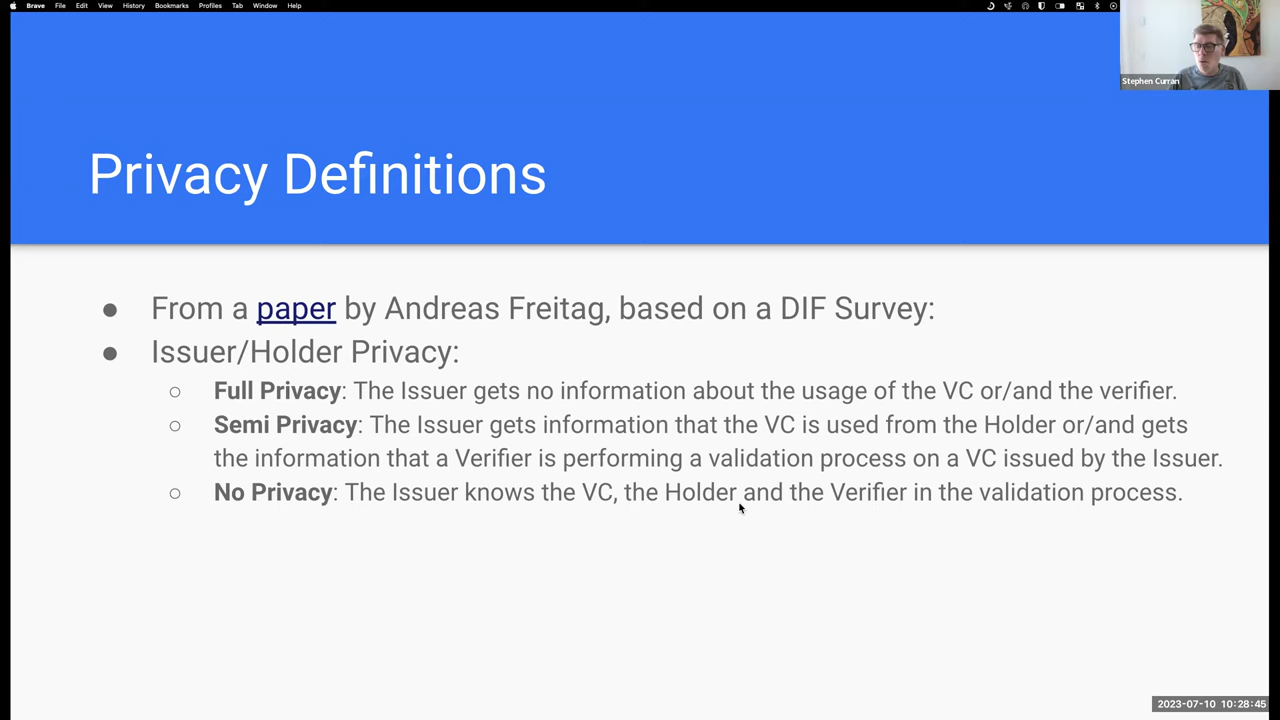 Brave File Edit View History Bookmarks Profiles Tab Window Help
Stephen Curran
Privacy Definitions
● From a paper by Andreas Freitag, based on a DIF Survey:
● Issuer/Holder Privacy:
○ Full Privacy: The Issuer gets no information about the usage of the VC or/and the verifier.
○ Semi Privacy: The Issuer gets information that the VC is used from the Holder or/and gets
the information that a Verifier is performing a validation process on a VC issued by the Issuer.
○ No Privacy: The Issuer knows the VC, the Holder and the Verifier in the validation process.
2023-07-10 10:28:45